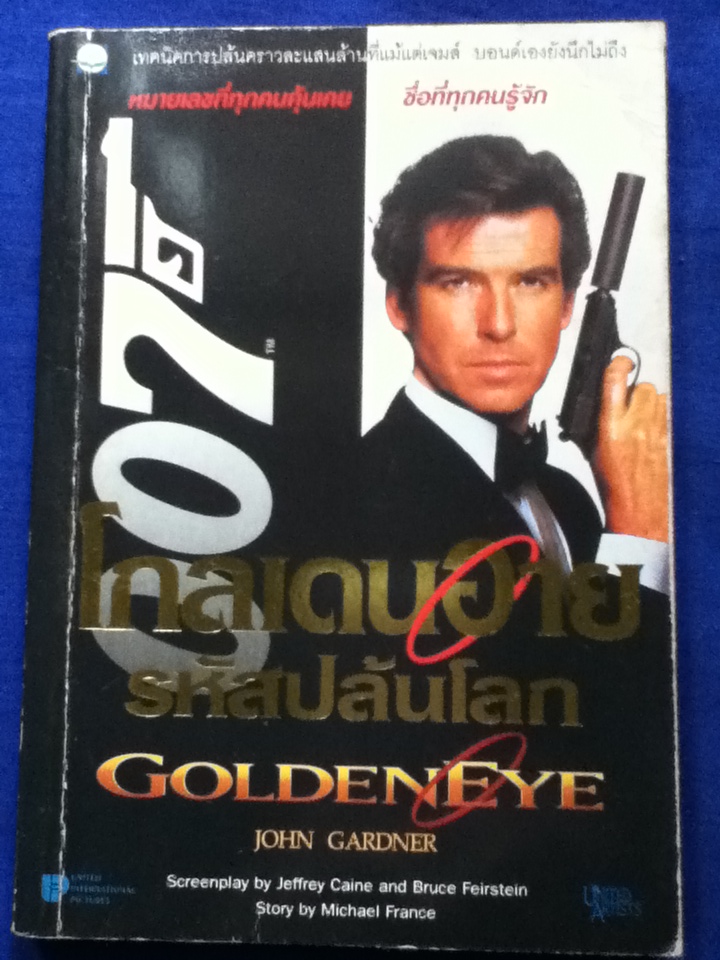 เทคนิคการปล้นคราวละแสนล้านที่แม้แต่เจมส์ บอนด์เองยังนึกไม่ถึง
หมายเลขที่ทุกคนคุ้นเคย
ชื่อที่ทุกคนรู้จัก
007
TM
โกลเดนอาย
รหัสปล้นโลก
GOLDENEYE
JOHN GARDNER
Screenplay by Jeffrey Caine and Bruce Feirstein
Story by Michael France
UNITED
INTERNATIONAL
PICTURES
United
Artists